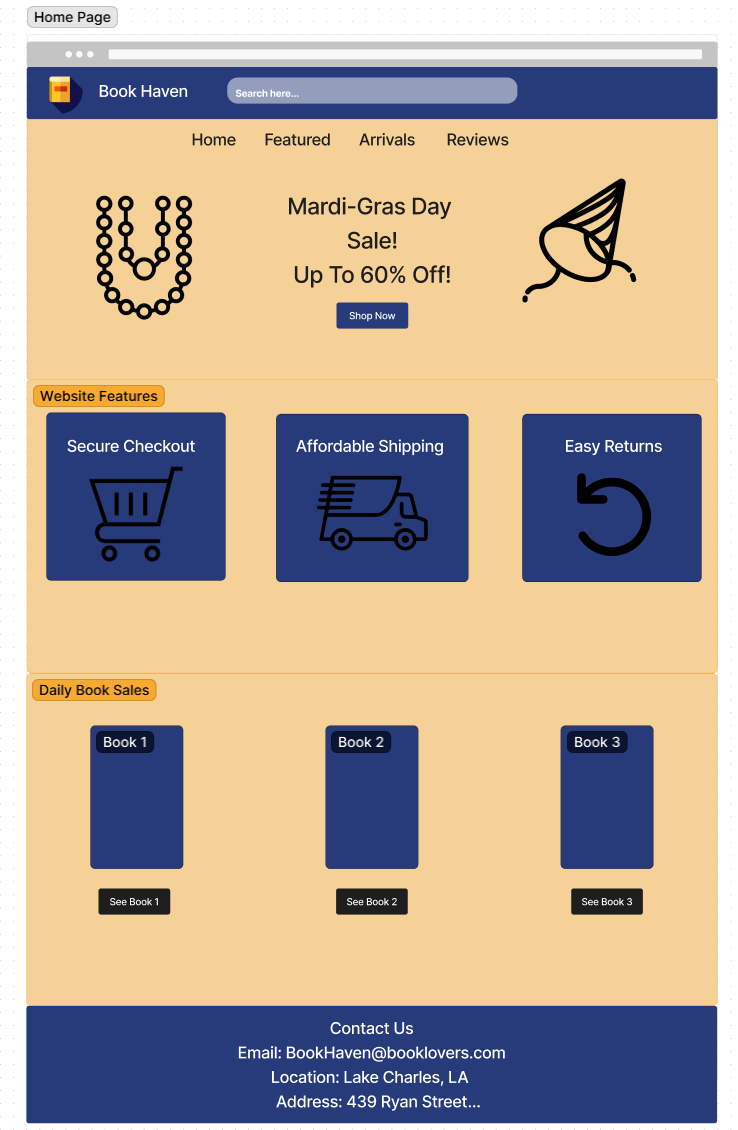 Home Page
Book Haven
Search here...
Home Featured Arrivals Reviews
Mardi-Gras Day
Sale!
Up To 60% Off!
Shop Now
Website Features
Secure Checkout
Affordable Shipping
Easy Returns
Daily Book Sales
Book 1
Book 2
Book 3
See Book 1
See Book 2
See Book 3
Contact Us
Email: BookHaven@booklovers.com
Location: Lake Charles, LA
Address: 439 Ryan Street...